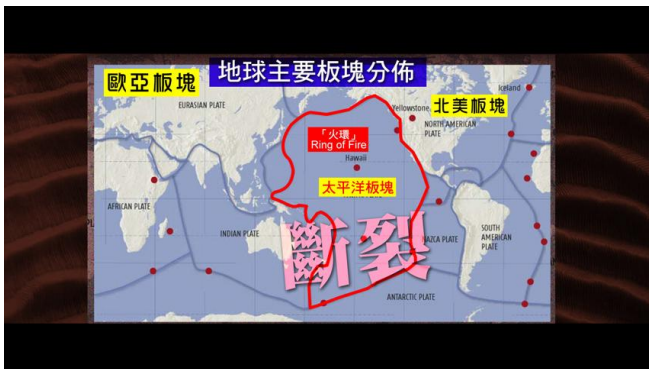 地球主要板塊分佈
歐亞板塊
EURASIAN PLATE
Iceland
Yellowstone
北美板塊
NORTH AMERICAN
PLATE
「火環」
Ring of Fire
Hawaii
太平洋板塊
AFRICAN PLATE
INDIAN PLATE
斷裂
NAZCA PLATE
SOUTH
AMERICAN
PLATE
ANTARCTIC PLATE